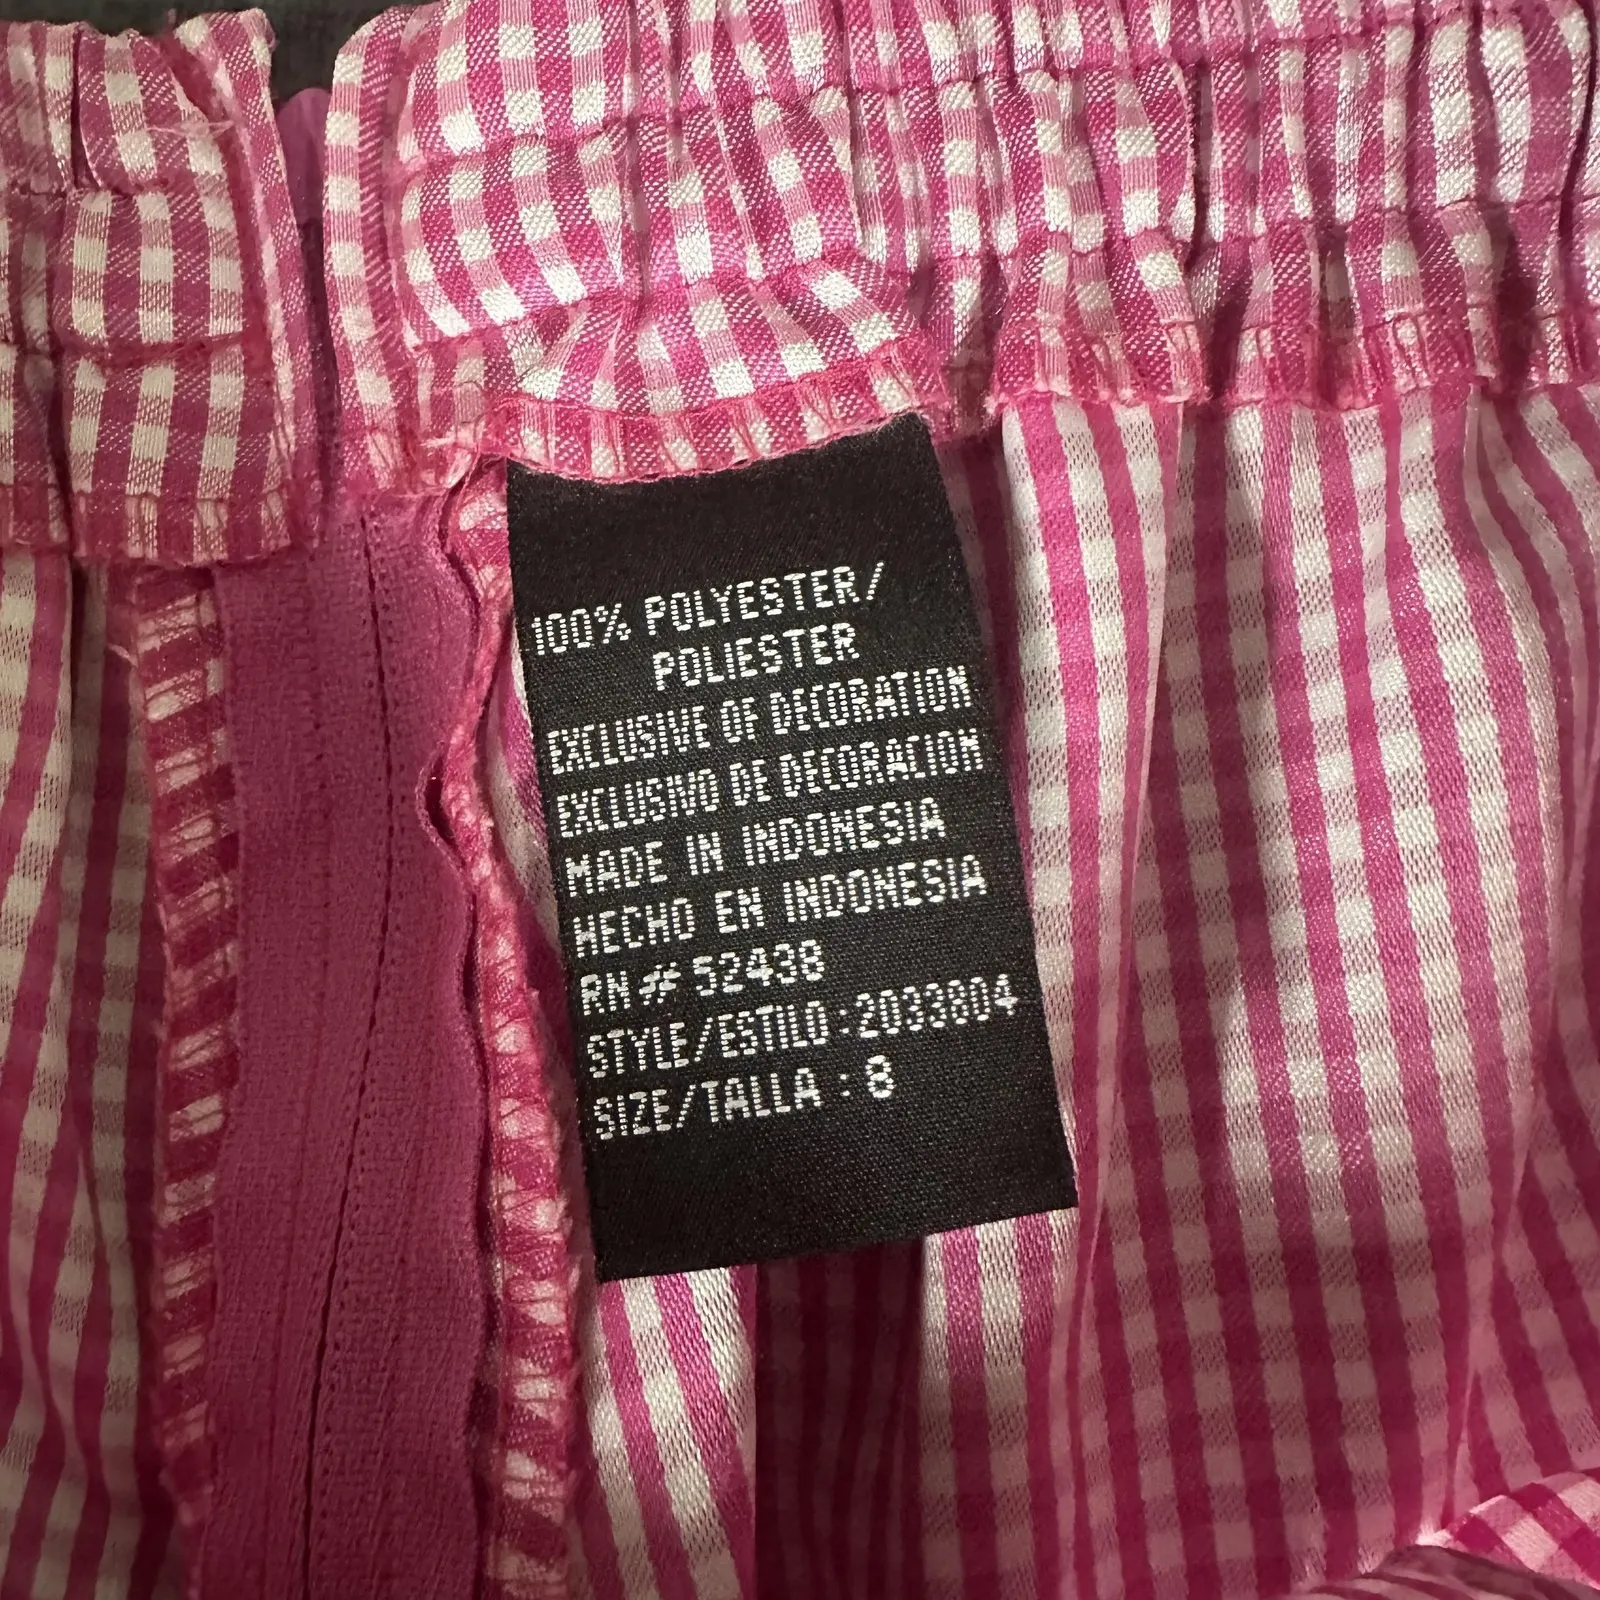 100% POLYESTER/
POLIESTER
EXCLUSIVE OF DECORATION
EXCLUSIVO DE DECORACION
MADE IN INDONESIA
HECHO EN INDONESIA
RN# 52438
STYLE/ESTILO :2033804
SIZE/TALLA :8